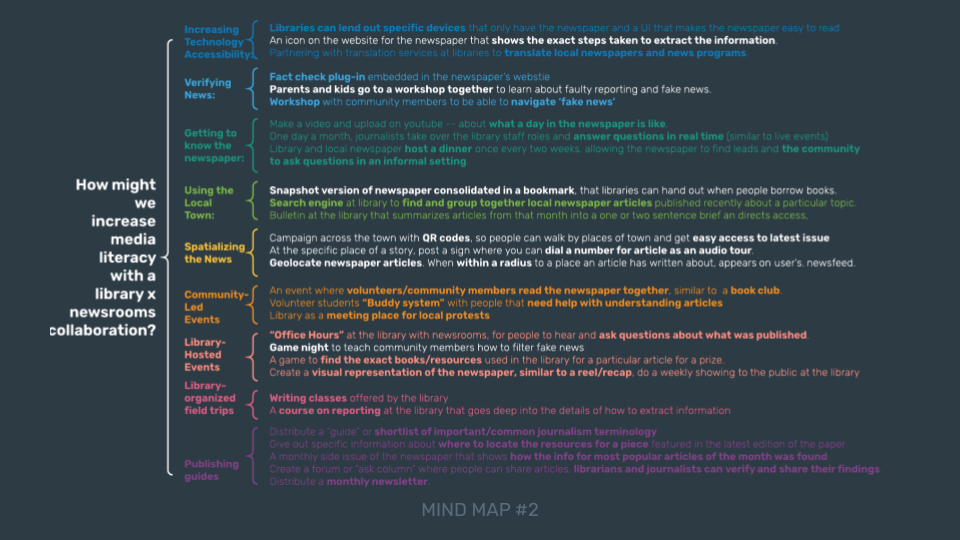 How might
we
increase
media
literacy
with a
library x
newsrooms
collaboration?
Increasing
Technology
Accessibility:
Libraries can lend out specific devices that only have the newspaper and a UI that makes the newspaper easy to read
An icon on the website for the newspaper that shows the exact steps taken to extract the information.
Partnering with translation services at libraries to translate local newspapers and news programs.
Verifying
News:
Fact check plug-in embedded in the newspaper's webstie
Parents and kids go to a workshop together to learn about faulty reporting and fake news.
Workshop with community members to be able to navigate 'fake news'
Getting to
know the
newspaper:
Make a video and upload on youtube -- about what a day in the newspaper is like.
One day a month, journalists take over the library staff roles and answer questions in real time (similar to live events)
Library and local newspaper host a dinner once every two weeks, allowing the newspaper to find leads and the community
to ask questions in an informal setting.
Using the
Local
Town:
Snapshot version of newspaper consolidated in a bookmark, that libraries can hand out when people borrow books.
Search engine at library to find and group together local newspaper articles published recently about a particular topic.
Bulletin at the library that summarizes articles from that month into a one or two sentence brief an directs access,
Spatializing
the News
Campaign across the town with QR codes, so people can walk by places of town and get easy access to latest issue
At the specific place of a story, post a sign where you can dial a number for article as an audio tour.
Geolocate newspaper articles. When within a radius to a place an article has written about, appears on user's. newsfeed.
Community-
Led
Events
An event where volunteers/community members read the newspaper together, similar to a book club.
Volunteer students "Buddy system" with people that need help with understanding articles
Library as a meeting place for local protests
Library-
Hosted
Events
"Office Hours" at the library with newsrooms, for people to hear and ask questions about what was published.
Game night to teach community members how to filter fake news
A game to find the exact books/resources used in the library for a particular article for a prize.
Create a visual representation of the newspaper, similar to a reel/recap, do a weekly showing to the public at the library
Library-
organized
field trips
Writing classes offered by the library
A course on reporting at the library that goes deep into the details of how to extract information
Publishing
guides
Distribute a "guide" or shortlist of important/common journalism terminology
Give out specific information about where to locate the resources for a piece featured in the latest edition of the paper
A monthly side issue of the newspaper that shows how the info for most popular articles of the month was found
Create a forum or "ask column" where people can share articles, librarians and journalists can verify and share their findings
Distribute a monthly newsletter.
MIND MAP #2